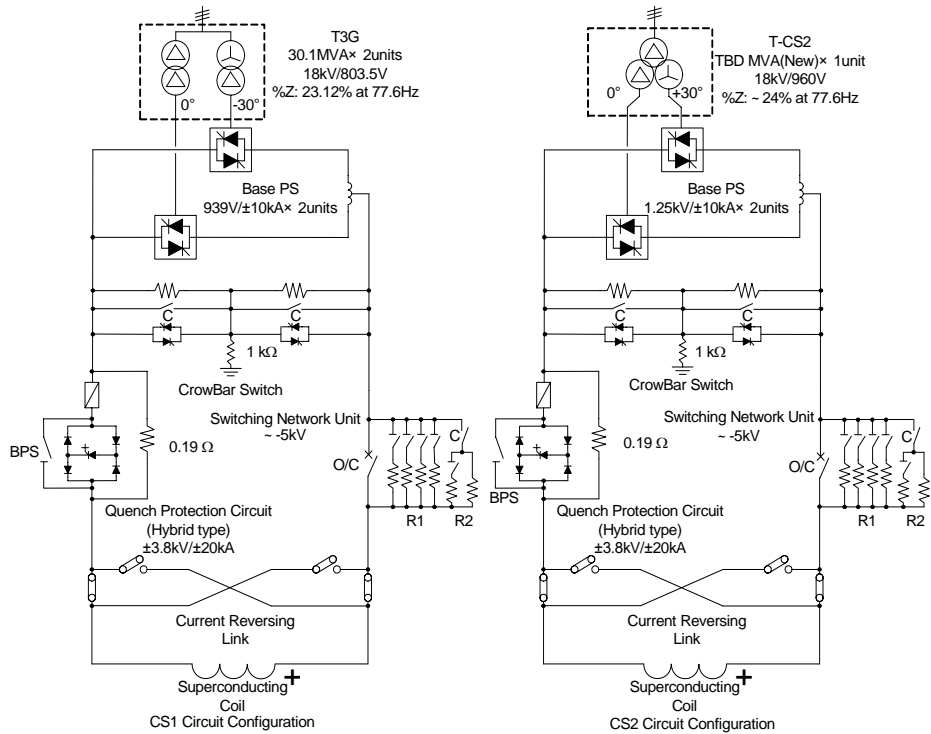 T3G
30.1MVA× 2units
18kV/803.5V
%Z: 23.12% at 77.6Hz
0°
-30°
Base PS
939V/±10kA× 2units
C
C
1 kΩ
CrowBar Switch
Switching Network Unit
~ -5kV
BPS
0.19 Ω
O/C
C
R1
R2
Quench Protection Circuit
(Hybrid type)
±3.8kV/±20kA
Current Reversing
Link
+
Superconducting
Coil
CS1 Circuit Configuration
T-CS2
TBD MVA(New)× 1unit
18kV/960V
%Z: ~24% at 77.6Hz
0°
+30°
Base PS
1.25kV/±10kA× 2units
C
C
1 kΩ
CrowBar Switch
Switching Network Unit
~ -5kV
BPS
0.19 Ω
O/C
C
R1
R2
Quench Protection Circuit
(Hybrid type)
±3.8kV/±20kA
Current Reversing
Link
+
Superconducting
Coil
CS2 Circuit Configuration